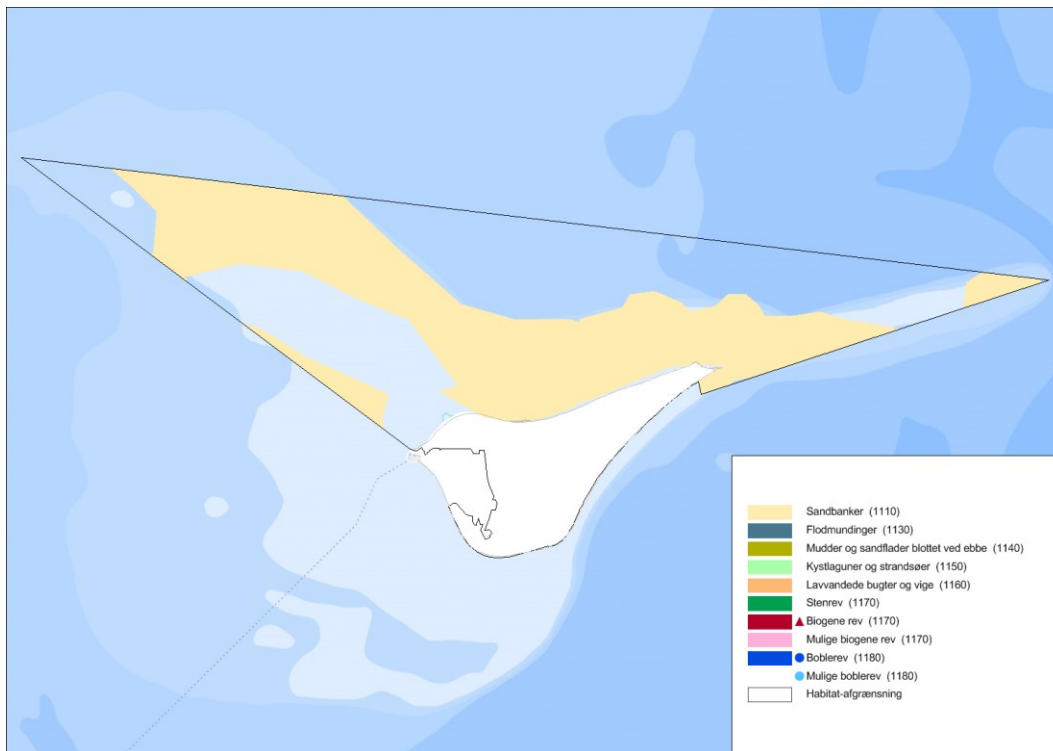 Sandbanker (1110)
Flodmundinger (1130)
Mudder og sandflader blottet ved ebbe (1140)
Kystlaguner og strandsøer (1150)
Lavvandede bugter og vige (1160)
Stenrev (1170)
Biogene rev (1170)
Mulige biogene rev (1170)
Boblerev (1180)
Mulige boblerev (1180)
Habitat-afgrænsning